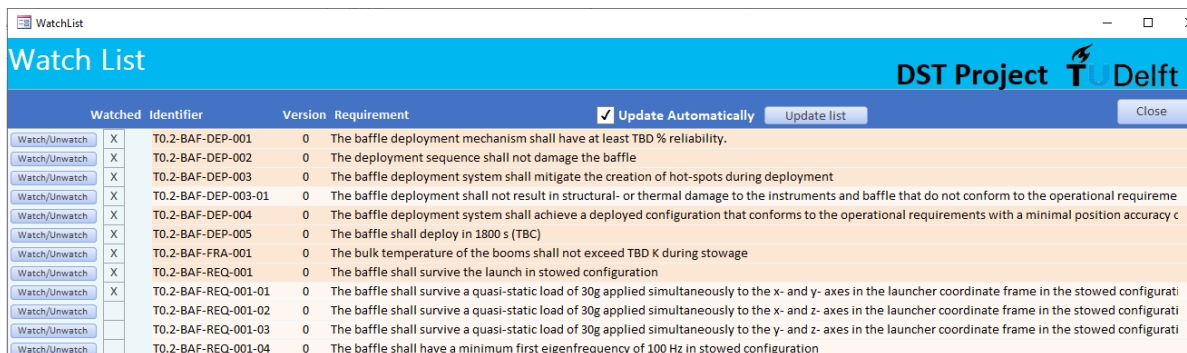 WatchList
Watch List
DST Project TUDelft
Watched Identifier Version Requirement Update Automatically Update list Close
Watch/Unwatch X T0.2-BAF-DEP-001 0 The baffle deployment mechanism shall have at least TBD % reliability.
Watch/Unwatch X T0.2-BAF-DEP-002 0 The deployment sequence shall not damage the baffle
Watch/Unwatch X T0.2-BAF-DEP-003 0 The baffle deployment system shall mitigate the creation of hot-spots during deployment
Watch/Unwatch X T0.2-BAF-DEP-003-01 0 The baffle deployment shall not result in structural- or thermal damage to the instruments and baffle that do not conform to the operational requireme
Watch/Unwatch X T0.2-BAF-DEP-004 0 The baffle deployment system shall achieve a deployed configuration that conforms to the operational requirements with a minimal position accuracy c
Watch/Unwatch X T0.2-BAF-DEP-005 0 The baffle shall deploy in 1800 s (TBC)
Watch/Unwatch X T0.2-BAF-FRA-001 0 The bulk temperature of the booms shall not exceed TBD K during stowage
Watch/Unwatch X T0.2-BAF-REQ-001 0 The baffle shall survive the launch in stowed configuration
Watch/Unwatch X T0.2-BAF-REQ-001-01 0 The baffle shall survive a quasi-static load of 30g applied simultaneously to the x- and y- axes in the launcher coordinate frame in the stowed configurati
Watch/Unwatch T0.2-BAF-REQ-001-02 0 The baffle shall survive a quasi-static load of 30g applied simultaneously to the x- and z- axes in the launcher coordinate frame in the stowed configurati
Watch/Unwatch T0.2-BAF-REQ-001-03 0 The baffle shall survive a quasi-static load of 30g applied simultaneously to the y- and z- axes in the launcher coordinate frame in the stowed configurati
Watch/Unwatch T0.2-BAF-REQ-001-04 0 The baffle shall have a minimum first eigenfrequency of 100 Hz in stowed configuration